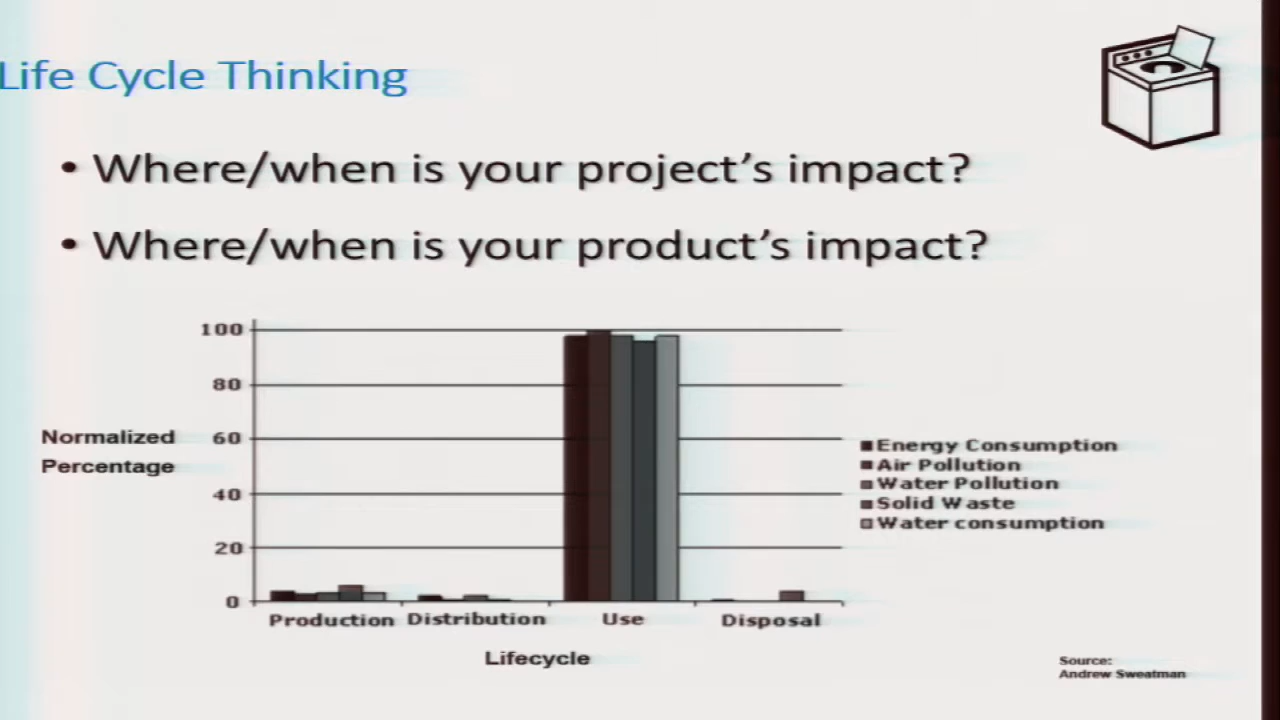 Life Cycle Thinking
• Where/when is your project's impact?
• Where/when is your product's impact?
100
80
Normalized
Percentage
60
40
20
0
Energy Consumption
Air Pollution
Water Pollution
Solid Waste
Water consumption
Production
Distribution
Use
Disposal
Lifecycle
Source:
Andrew Sweatman